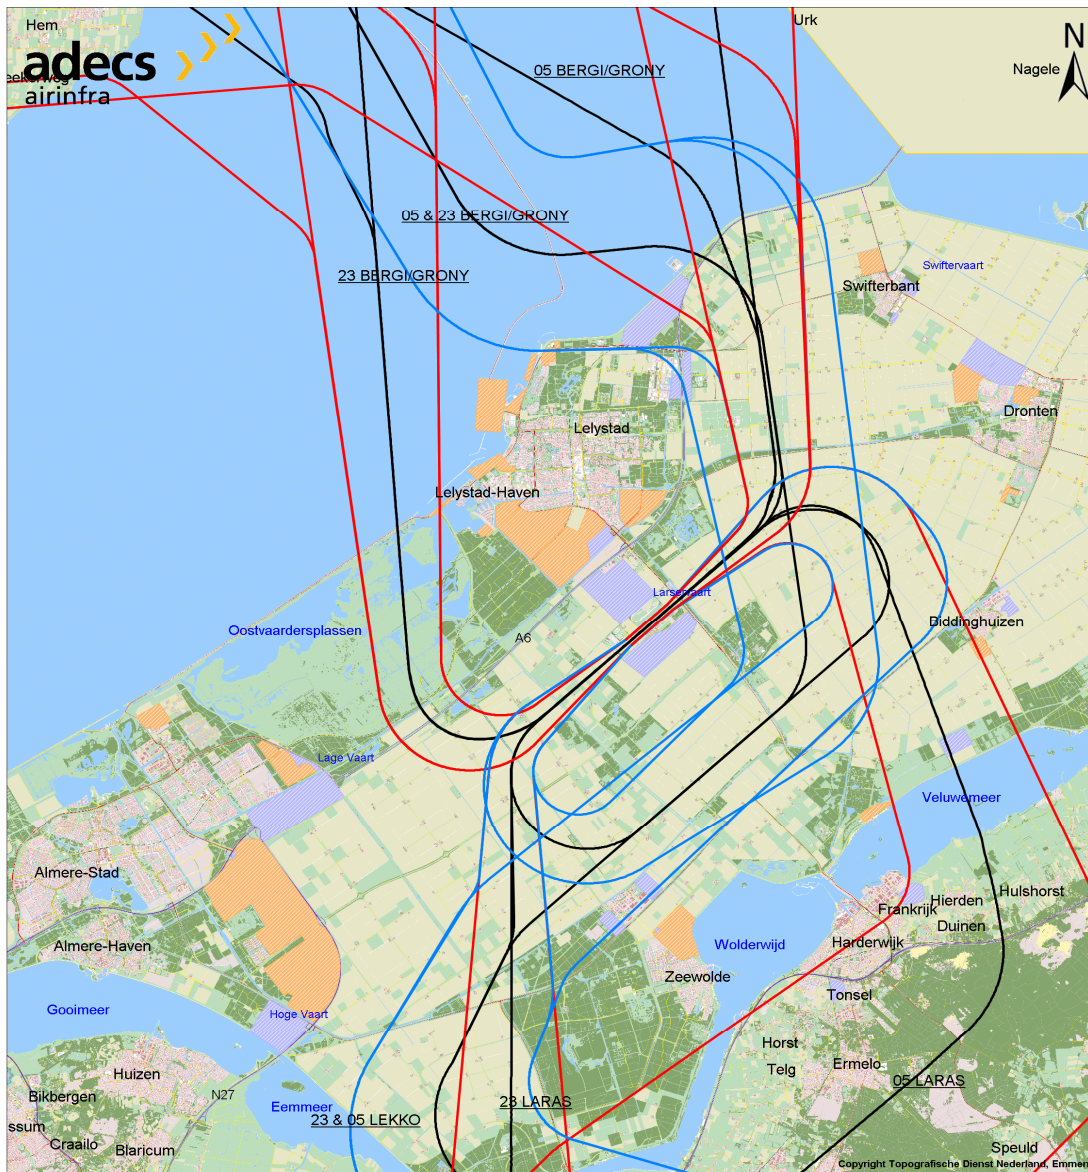 Hem
adecs
airinfra
Urk
N
Nagele
05 BERGI/GRONY
05 & 23 BERGI/GRONY
23 BERGI/GRONY
Swiftervaart
Swifterbant
Dronten
Lelystad
Lelystad-Haven
Larservaart
Biddinghuizen
Oostvaardersplassen
A6
Lage Vaart
Veluwemeer
Almere-Stad
Hulshorst
Hierden
Frankrijk
Duinen
Almere-Haven
Wolderwijd
Harderwijk
Zeewolde
Tonsel
Gooimeer
Hoge Vaart
Horst
Ermelo
Telg
Huizen
05 LARAS
Bikbergen
N27
Eemmeer
23 LARAS
23 & 05 LEKKO
ssum
Craailo
Blaricum
Speuld
Copyright Topografische Dienst Nederland, Emmen